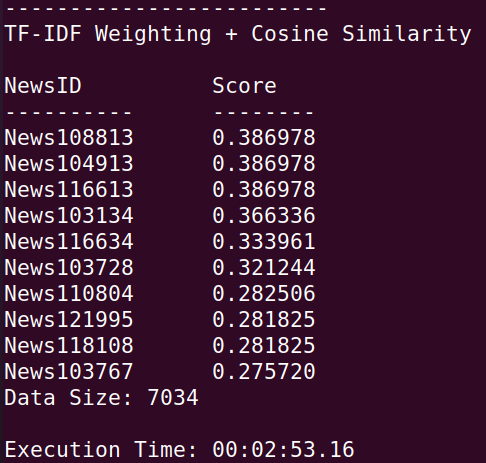 -------------------------
TF-IDF Weighting + Cosine Similarity
NewsID Score
---------- --------
News108813 0.386978
News104913 0.386978
News116613 0.386978
News103134 0.366336
News116634 0.333961
News103728 0.321244
News110804 0.282506
News121995 0.281825
News118108 0.281825
News103767 0.275720
Data Size: 7034
Execution Time: 00:02:53.16